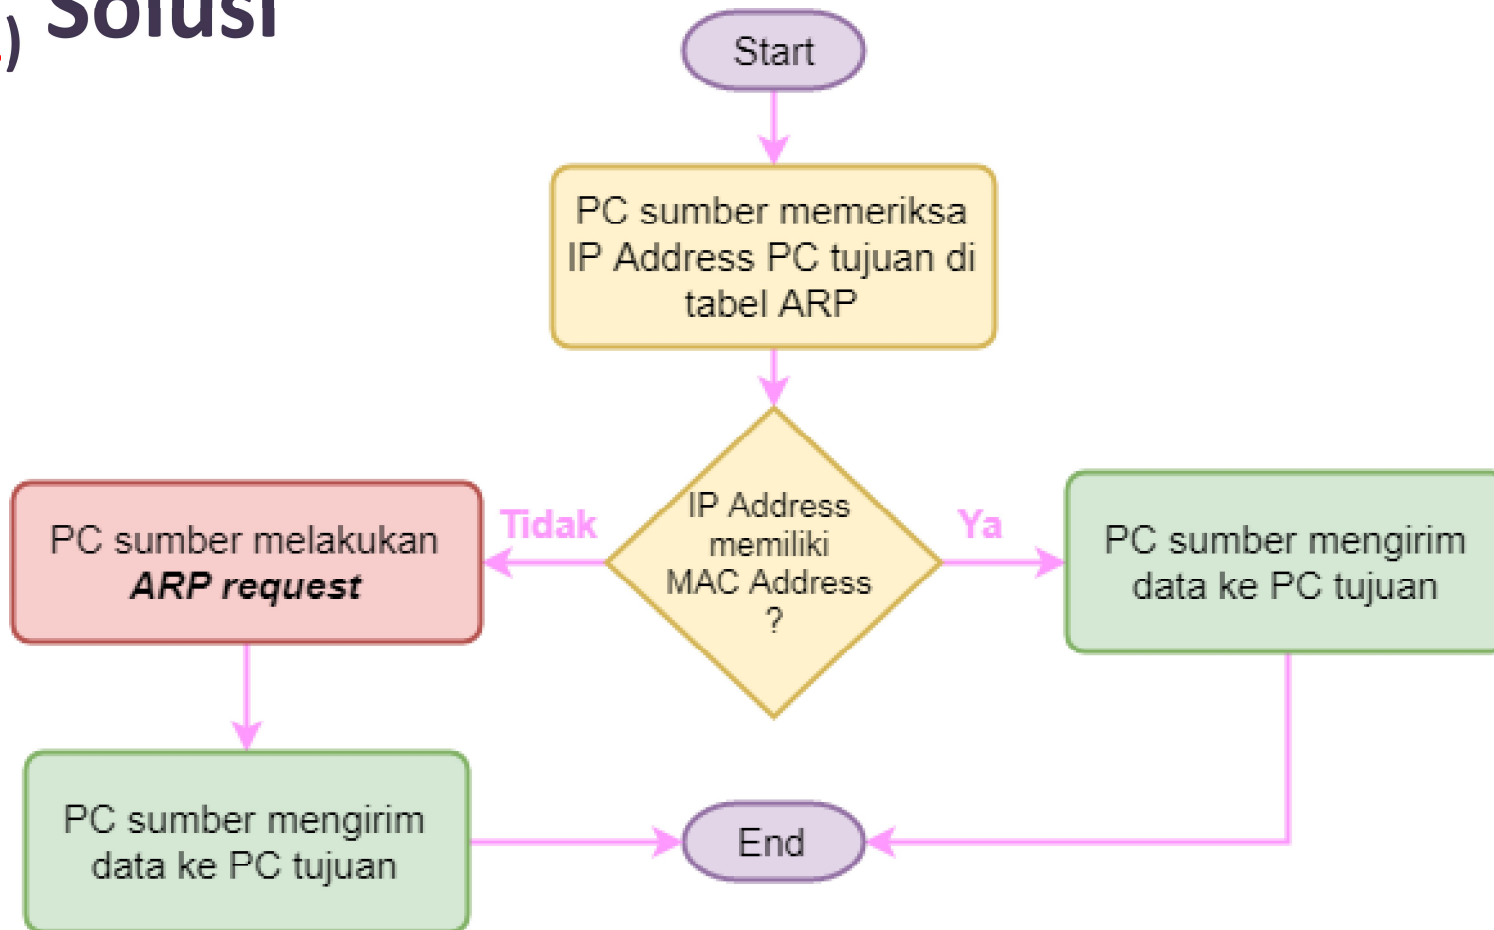 ) Solusi
Start
PC sumber memeriksa
IP Address PC tujuan di
tabel ARP
IP Address
memiliki
MAC Address
?
Tidak
Ya
PC sumber melakukan
ARP request
PC sumber mengirim
data ke PC tujuan
PC sumber mengirim
data ke PC tujuan
End